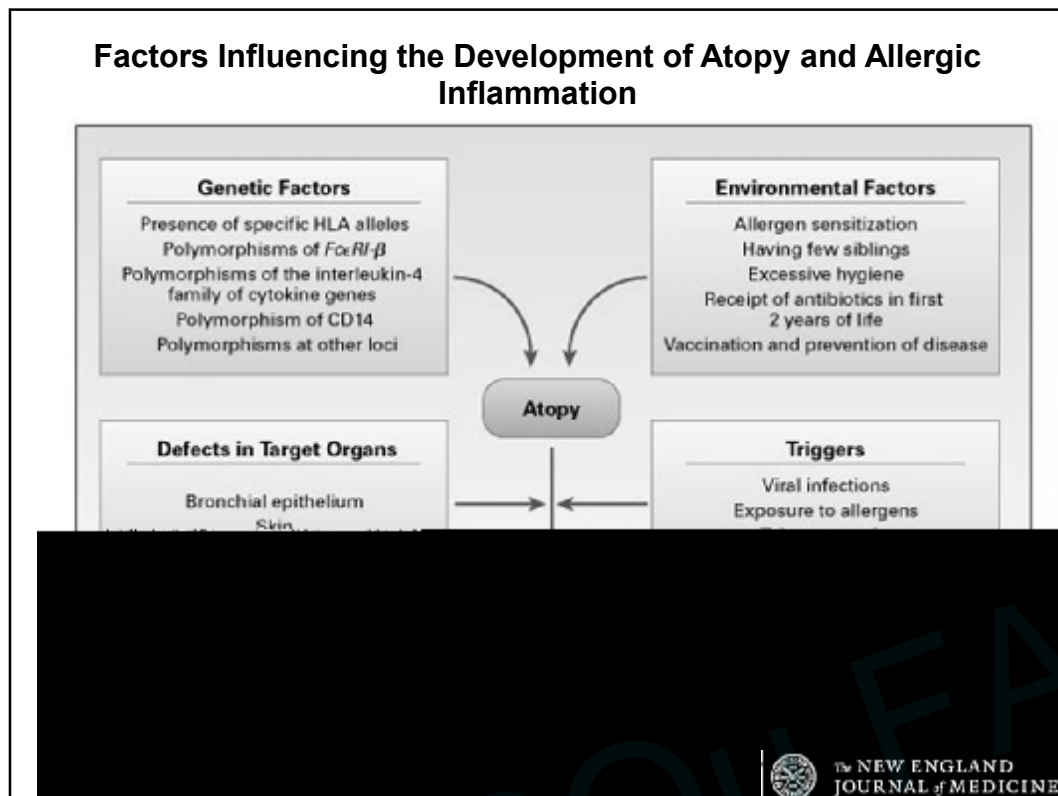 Factors Influencing the Development of Atopy and Allergic
Inflammation
Genetic Factors
Presence of specific HLA alleles
Polymorphisms of FcεRI-β
Polymorphisms of the interleukin-4
family of cytokine genes
Polymorphism of CD14
Polymorphisms at other loci
Environmental Factors
Allergen sensitization
Having few siblings
Excessive hygiene
Receipt of antibiotics in first
2 years of life
Vaccination and prevention of disease
Atopy
Defects in Target Organs
Bronchial epithelium
Skin
Triggers
Viral infections
Exposure to allergens
The NEW ENGLAND
JOURNAL of MEDICINE